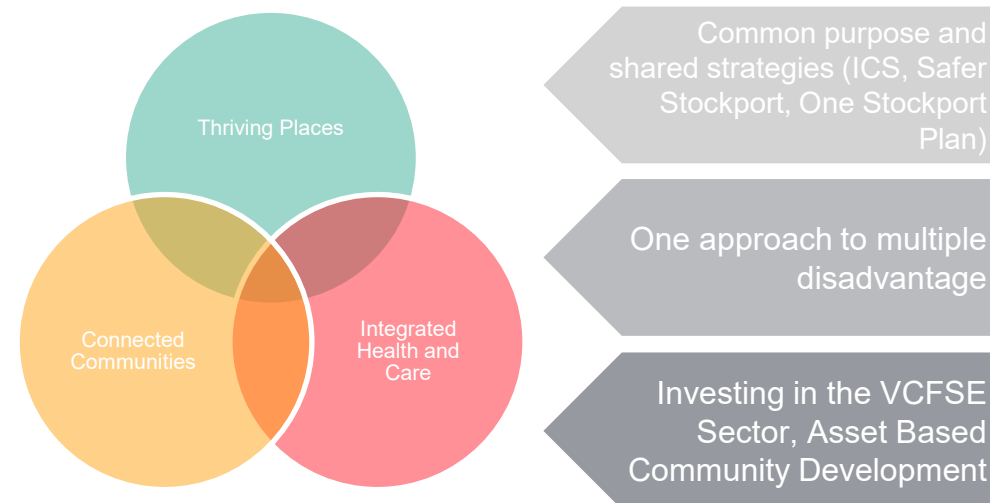 Thriving Places
Connected
Communities
Integrated
Health and
Care
Common purpose and
shared strategies (ICS, Safer
Stockport, One Stockport
Plan)
One approach to multiple
disadvantage
Investing in the VCFSE
Sector, Asset Based
Community Development